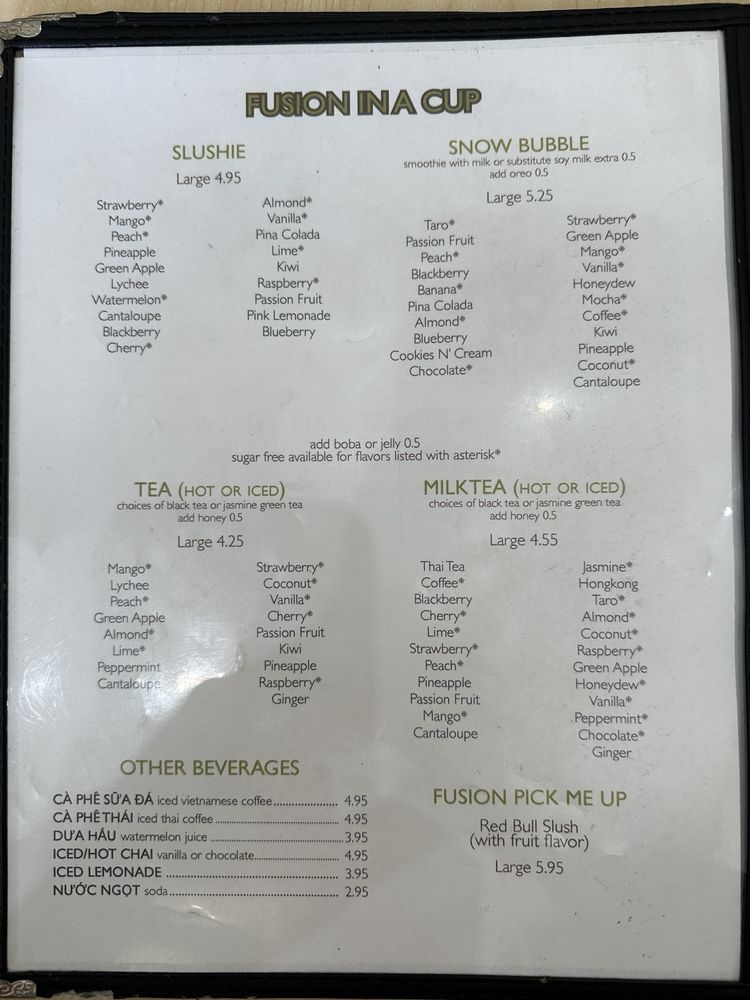 FUSION IN A CUP
SLUSHIE
Large 4.95
Strawberry*
Mango*
Peach*
Pineapple
Green Apple
Lychee
Watermelon*
Cantaloupe
Blackberry
Cherry*
Almond*
Vanilla*
Pina Colada
Lime*
Kiwi
Raspberry*
Passion Fruit
Pink Lemonade
Blueberry
SNOW BUBBLE
smoothie with milk or substitute soy milk extra 0.5
add oreo 0.5
Large 5.25
Taro*
Passion Fruit
Peach*
Blackberry
Banana*
Pina Colada
Almond*
Blueberry
Cookies N' Cream
Chocolate*
Strawberry*
Green Apple
Mango*
Vanilla*
Honeydew
Mocha*
Coffee*
Kiwi
Pineapple
Coconut*
Cantaloupe
add boba or jelly 0.5
sugar free available for flavors listed with asterisk*
TEA (HOT OR ICED)
choices of black tea or jasmine green tea
add honey 0.5
Large 4.25
Mango*
Lychee
Peach*
Green Apple
Almond*
Lime*
Peppermint
Cantaloupe
Strawberry*
Coconut*
Vanilla*
Cherry*
Passion Fruit
Kiwi
Pineapple
Raspberry*
Ginger
MILKTEA (HOT OR ICED)
choices of black tea or jasmine green tea
add honey 0.5
Large 4.55
Thai Tea
Coffee*
Blackberry
Cherry*
Lime*
Strawberry*
Peach*
Pineapple
Passion Fruit
Mango*
Cantaloupe
Jasmine*
Hongkong
Taro*
Almond*
Coconut*
Raspberry*
Green Apple
Honeydew*
Vanilla*
Peppermint*
Chocolate*
Ginger
OTHER BEVERAGES
CÀ PHÊ SỮA ĐÁ iced vietnamese coffee..................... 4.95
CÀ PHÊ THÁI iced thai coffee ........................................ 4.95
DƯA HẤU watermelon juice ..........................................3.95
ICED/HOT CHAI vanilla or chocolate........................... 4.95
ICED LEMONADE ......................................................... 3.95
NƯỚC NGỌT soda....................................................... 2.95
FUSION PICK ME UP
Red Bull Slush
(with fruit flavor)
Large 5.95